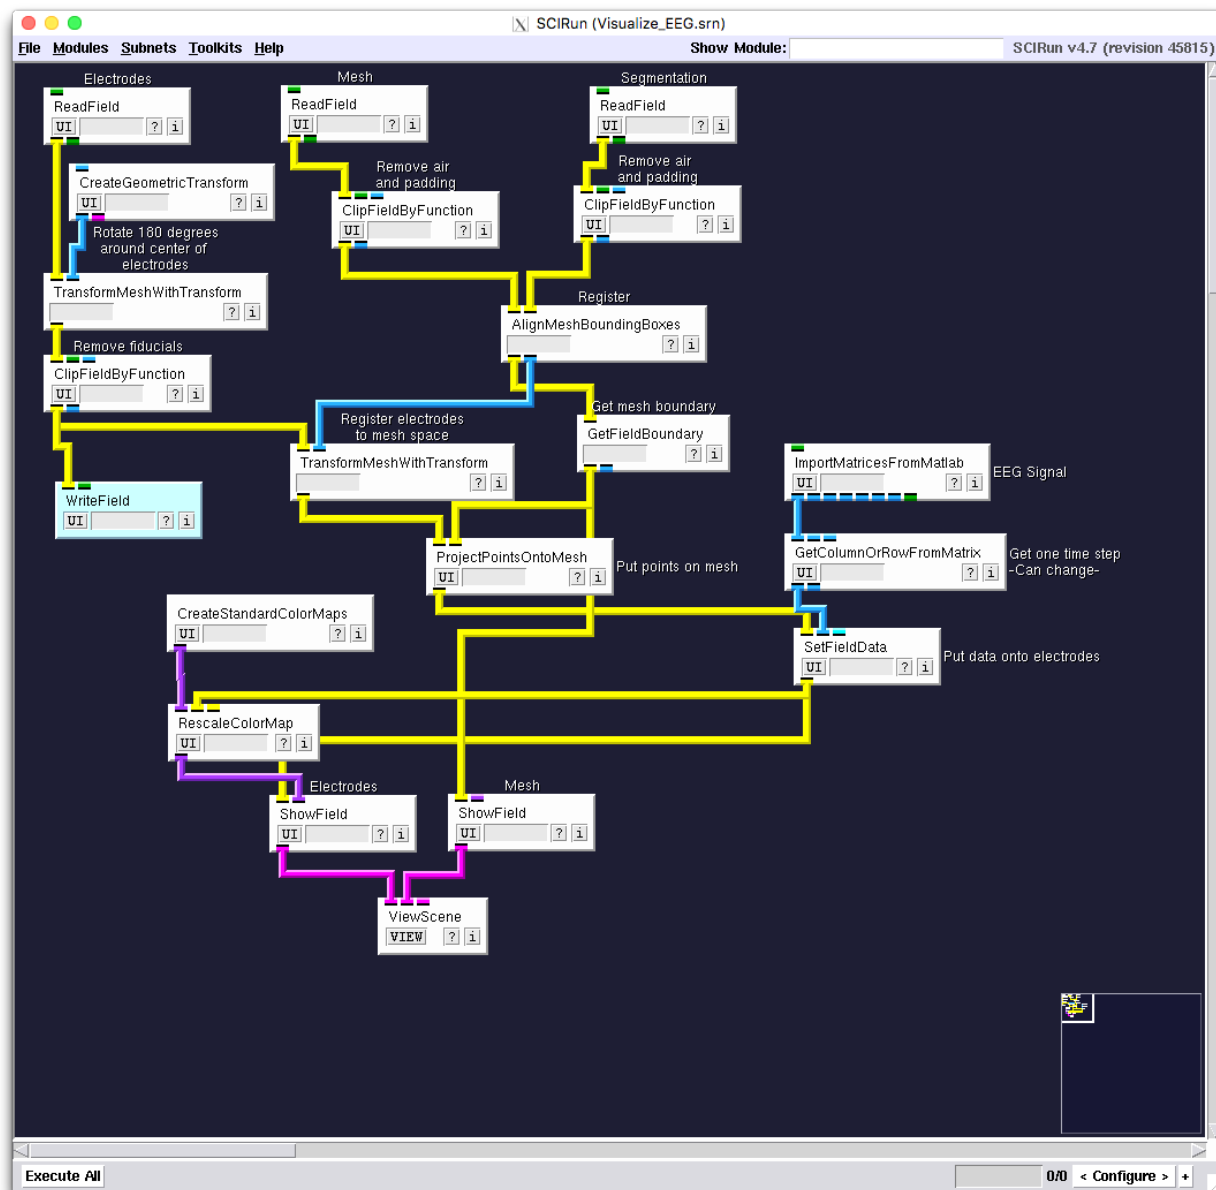 SCIRun (Visualize_EEG.srn)
File Modules Subnets Toolkits Help
Show Module:
SCIRun v4.7 (revision 45815)
Electrodes
ReadField
UI ? i
Mesh
ReadField
UI ? i
Segmentation
ReadField
UI ? i
CreateGeometricTransform
UI ? i
Remove air
and padding
ClipFieldByFunction
UI ? i
Remove air
and padding
ClipFieldByFunction
UI ? i
Rotate 180 degrees
around center of
electrodes
TransformMeshWithTransform
? i
Register
AlignMeshBoundingBoxes
? i
Remove fiducials
ClipFieldByFunction
UI ? i
Register electrodes
to mesh space
TransformMeshWithTransform
? i
Get mesh boundary
GetFieldBoundary
? i
ImportMatricesFromMatlab
UI ? i
EEG Signal
WriteField
UI ? i
ProjectPointsOntoMesh
UI ? i
Put points on mesh
GetColumnOrRowFromMatrix
UI ? i
Get one time step
-Can change-
CreateStandardColorMaps
UI ? i
SetFieldData
UI ? i
Put data onto electrodes
RescaleColorMap
UI ? i
Electrodes
ShowField
UI ? i
Mesh
ShowField
UI ? i
ViewScene
VIEW ? i
Execute All
0/0 < Configure > +